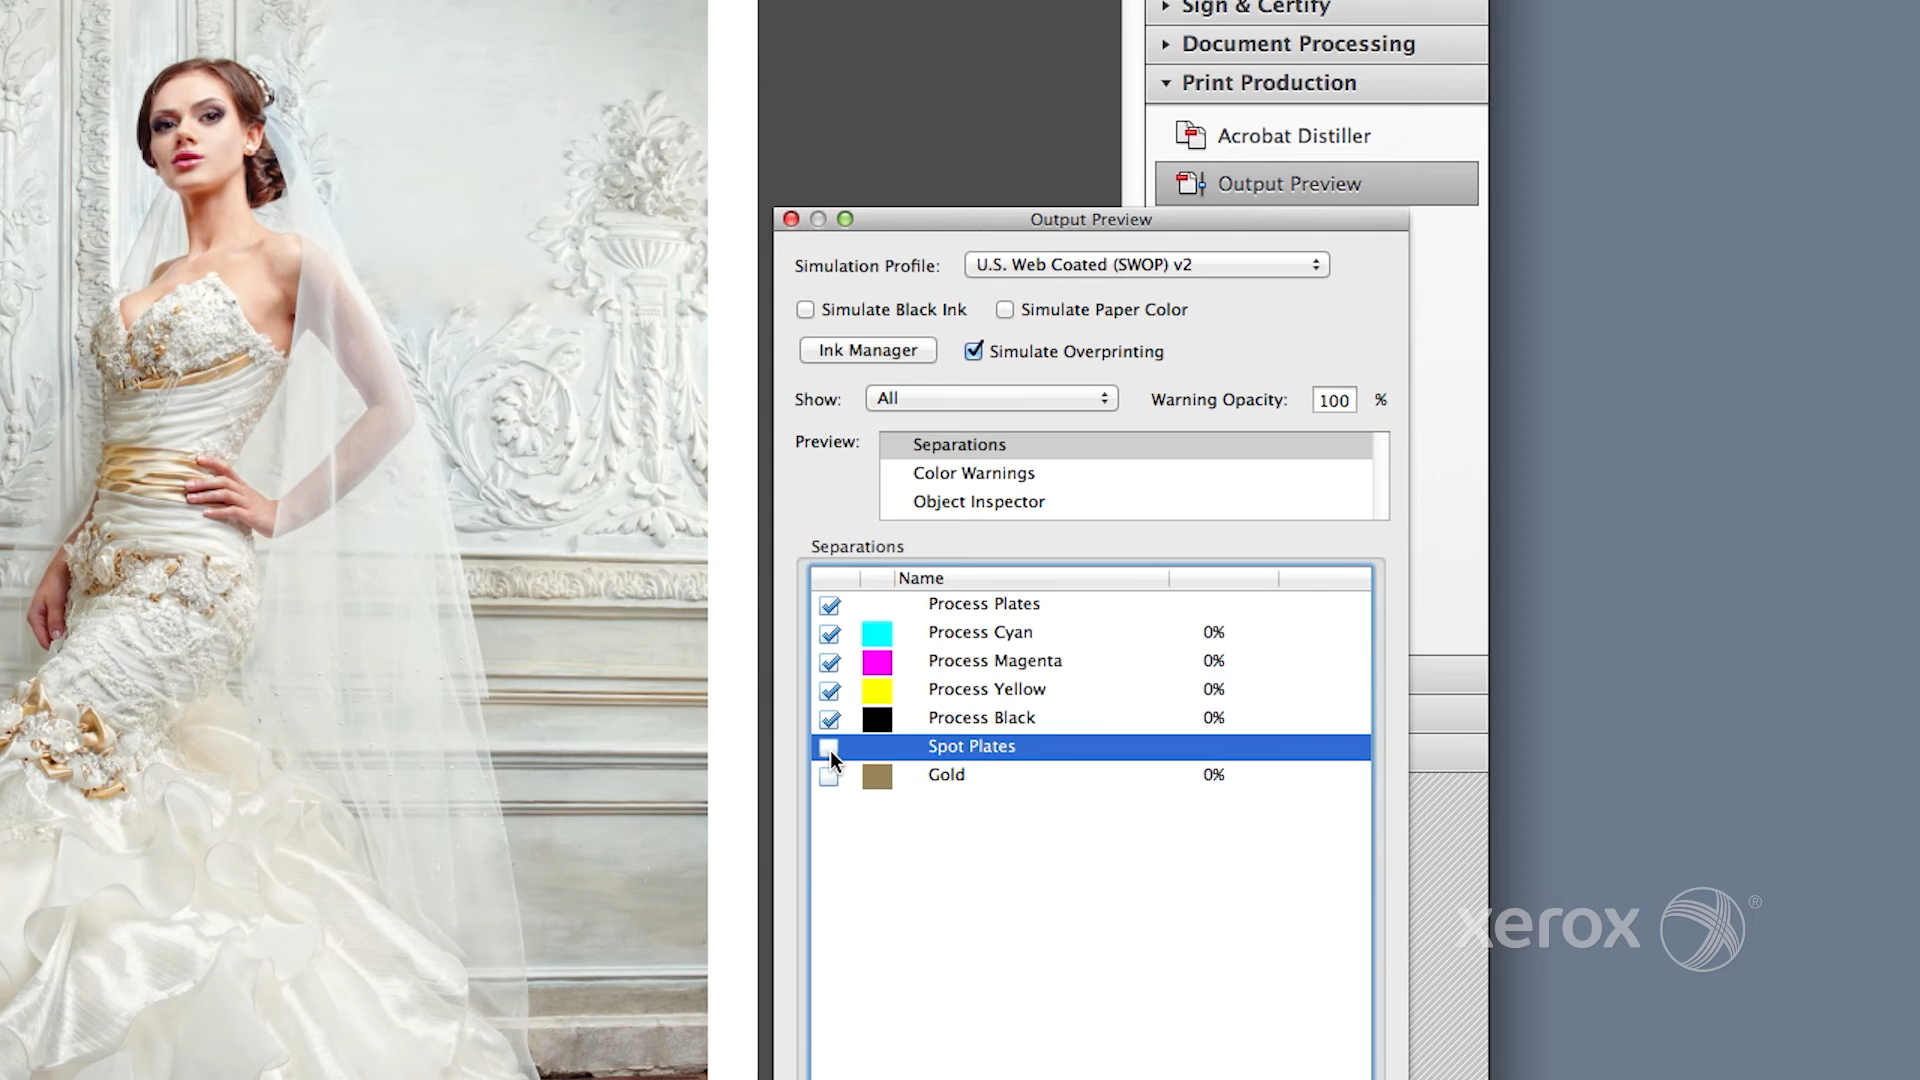 Sign & Certify
Document Processing
Print Production
Acrobat Distiller
Output Preview
Output Preview
Simulation Profile: U.S. Web Coated (SWOP) v2
Simulate Black Ink Simulate Paper Color
Ink Manager Simulate Overprinting
Show: All Warning Opacity: 100 %
Preview: Separations
Color Warnings
Object Inspector
Separations
Name
Process Plates
Process Cyan 0%
Process Magenta 0%
Process Yellow 0%
Process Black 0%
Spot Plates
Gold 0%
xerox ®